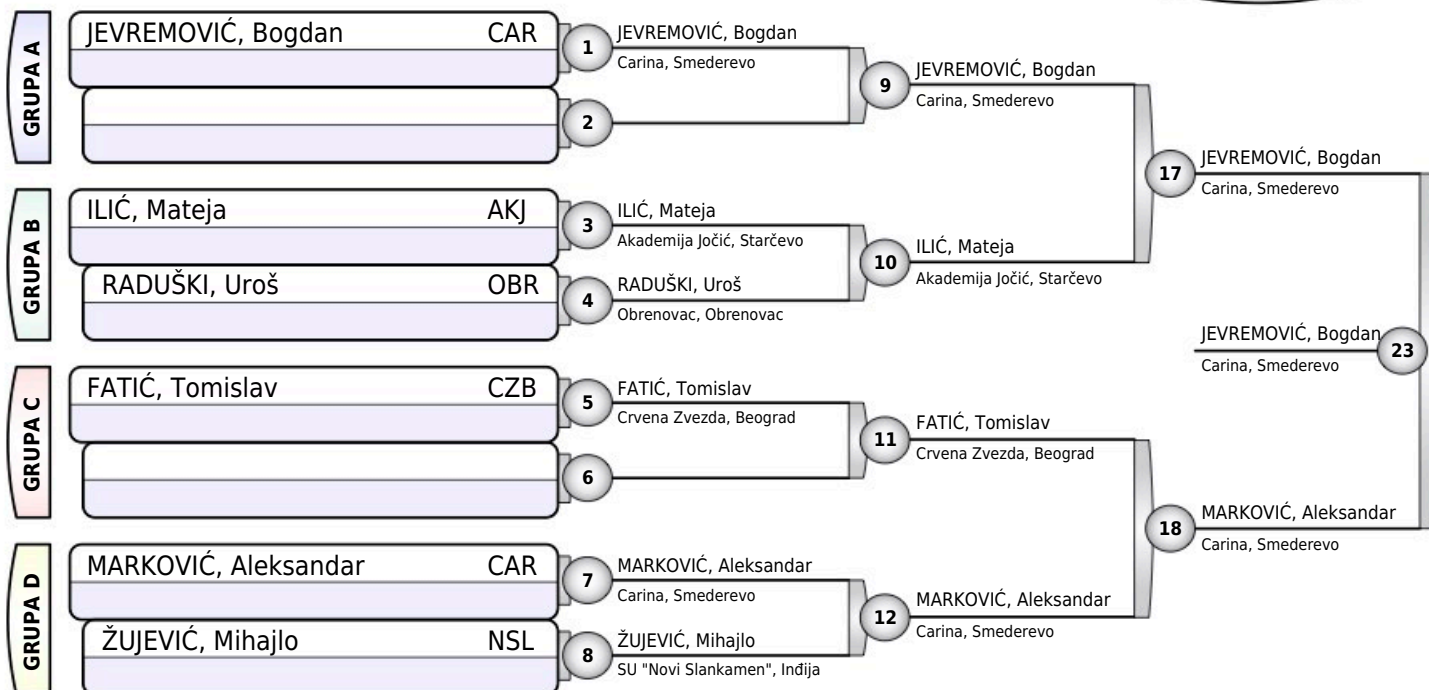 GRUPA A
JEVREMOVIĆ, Bogdan CAR
1
JEVREMOVIĆ, Bogdan
Carina, Smederevo
2
9
JEVREMOVIĆ, Bogdan
Carina, Smederevo
GRUPA B
ILIĆ, Mateja AKJ
3
ILIĆ, Mateja
Akademija Jočić, Starčevo
RADUŠKI, Uroš OBR
4
RADUŠKI, Uroš
Obrenovac, Obrenovac
10
ILIĆ, Mateja
Akademija Jočić, Starčevo
17
JEVREMOVIĆ, Bogdan
Carina, Smederevo
GRUPA C
FATIĆ, Tomislav CZB
5
FATIĆ, Tomislav
Crvena Zvezda, Beograd
6
11
FATIĆ, Tomislav
Crvena Zvezda, Beograd
GRUPA D
MARKOVIĆ, Aleksandar CAR
7
MARKOVIĆ, Aleksandar
Carina, Smederevo
ŽUJEVIĆ, Mihajlo NSL
8
ŽUJEVIĆ, Mihajlo
SU "Novi Slankamen", Inđija
12
MARKOVIĆ, Aleksandar
Carina, Smederevo
18
MARKOVIĆ, Aleksandar
Carina, Smederevo
JEVREMOVIĆ, Bogdan
Carina, Smederevo
23